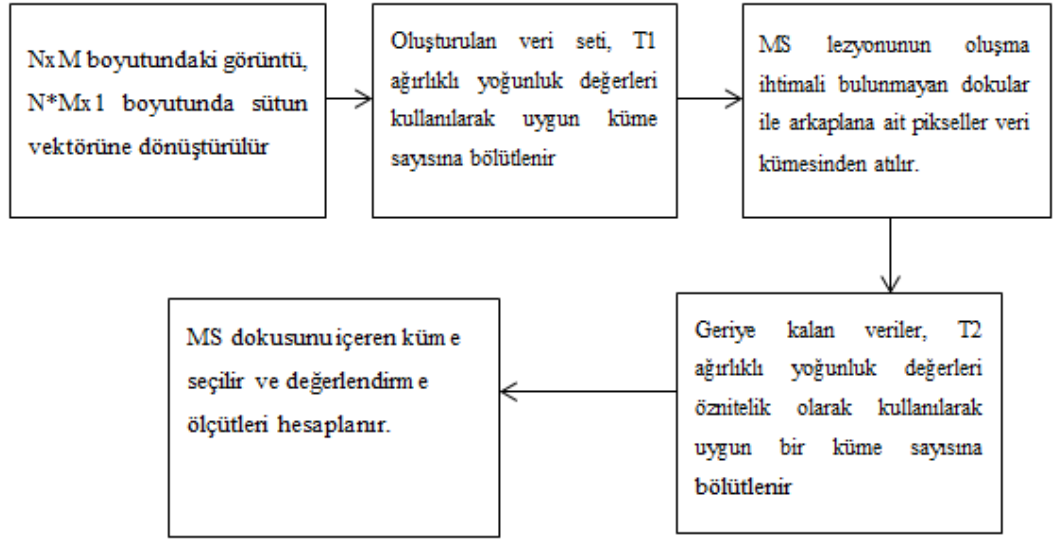 NxM boyutundaki görüntü,
N*Mx1 boyutunda sütun
vektörüne dönüştürülür
Oluşturulan veri seti, T1
ağırlıklı yoğunluk değerleri
kullanılarak uygun küme
sayısına bölütlenir
MS lezyonunun oluşma
ihtimali bulunmayan dokular
ile arkaplana ait pikseller veri
kümesinden atılır.
Geriye kalan veriler, T2
ağırlıklı yoğunluk değerleri
öznitelik olarak kullanılarak
uygun bir küme sayısına
bölütlenir
MS dokusunu içeren küme
seçilir ve değerlendirme
ölçütleri hesaplanır.